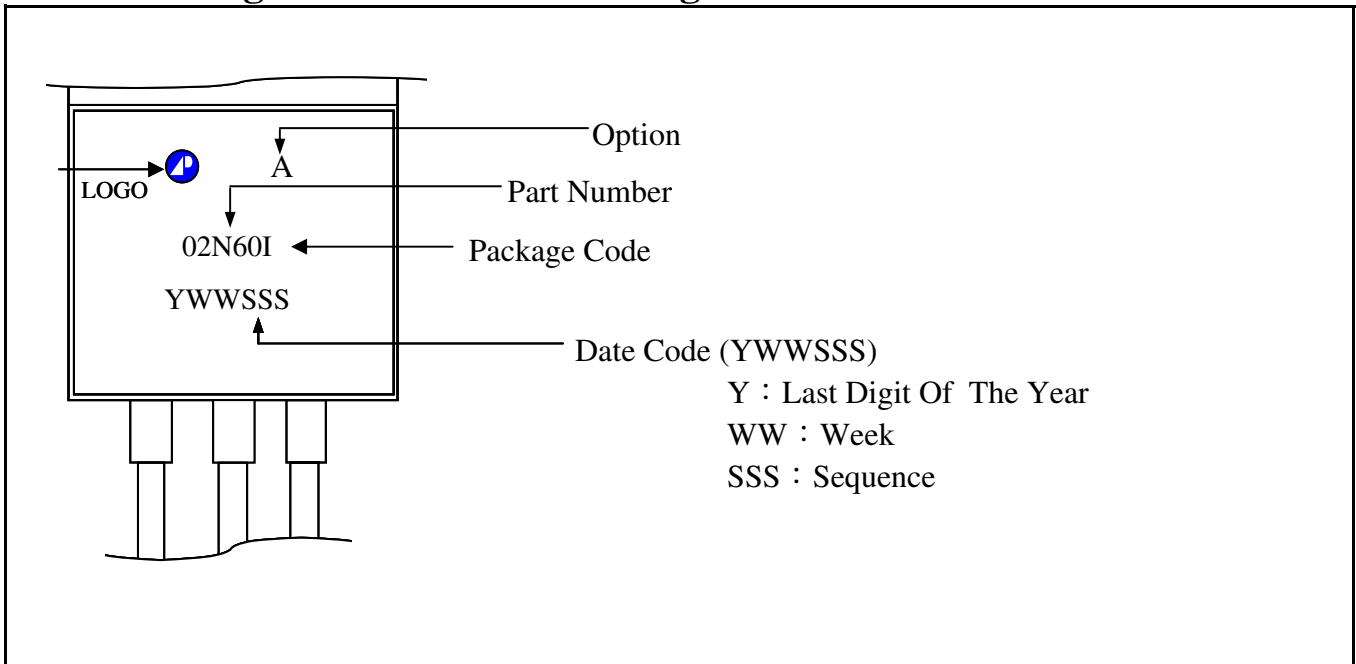 Option
A
LOGO
Part Number
02N60I
Package Code
YWWSSS
Date Code (YWWSSS)
Y：Last Digit Of The Year
WW：Week
SSS：Sequence